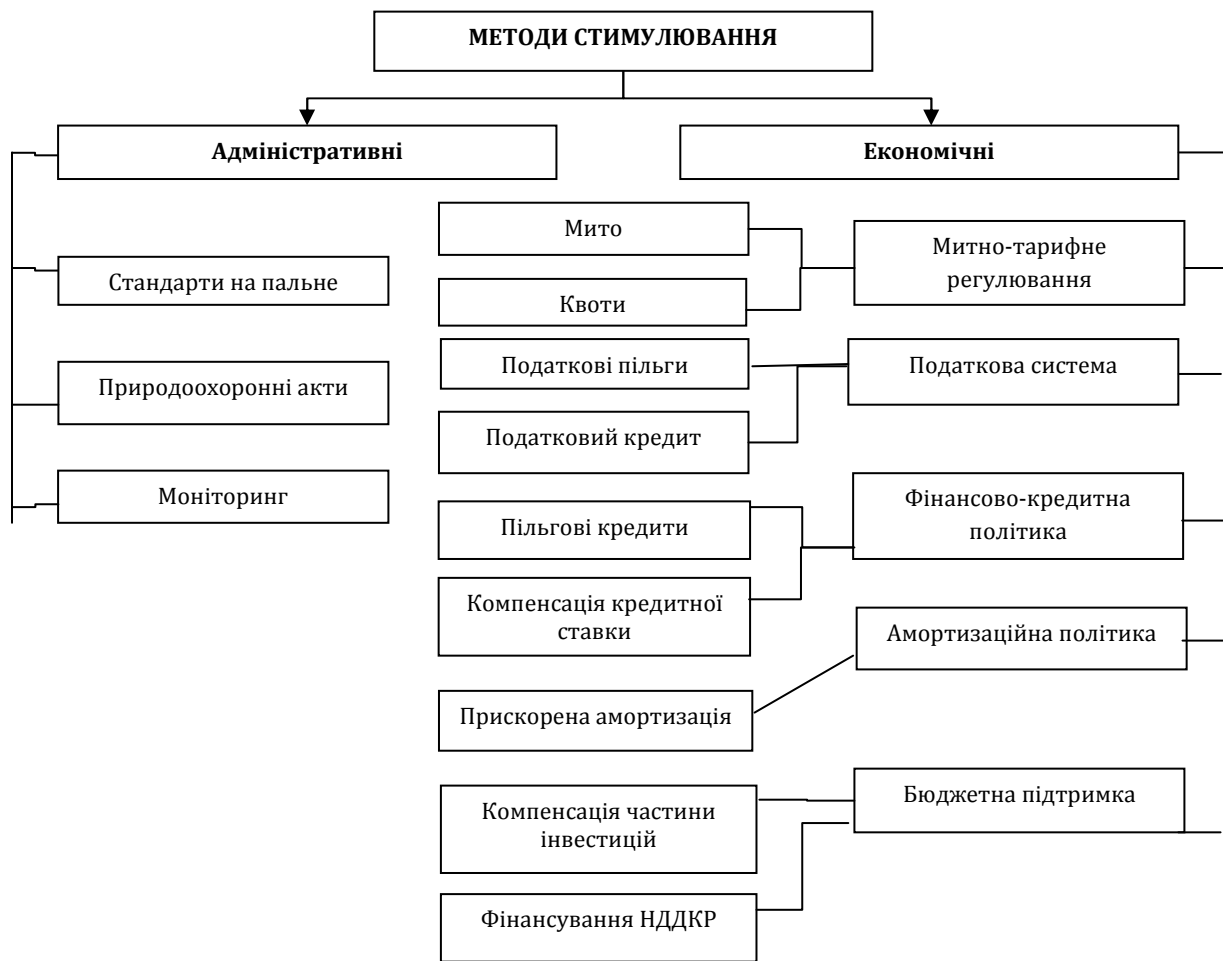 МЕТОДИ СТИМУЛЮВАННЯ
Адміністративні
Економічні
Стандарти на пальне
Природоохоронні акти
Моніторинг
Мито
Квоти
Митно-тарифне
регулювання
Податкові пільги
Податковий кредит
Податкова система
Пільгові кредити
Компенсація кредитної
ставки
Фінансово-кредитна
політика
Прискорена амортизація
Амортизаційна політика
Компенсація частини
інвестицій
Фінансування НДДКР
Бюджетна підтримка